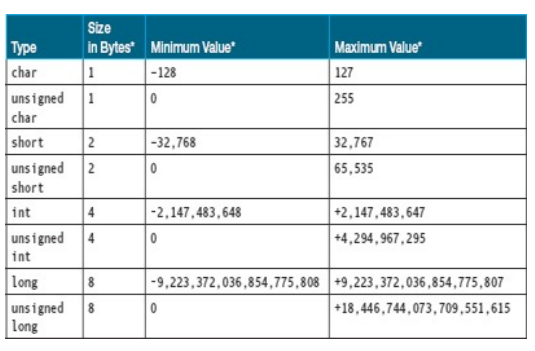 Type Size in Bytes* Minimum Value* Maximum Value*
char 1 -128 127
unsigned char 1 0 255
short 2 -32,768 32,767
unsigned short 2 0 65,535
int 4 -2,147,483,648 +2,147,483,647
unsigned int 4 0 +4,294,967,295
long 8 -9,223,372,036,854,775,808 +9,223,372,036,854,775,807
unsigned long 8 0 +18,446,744,073,709,551,615